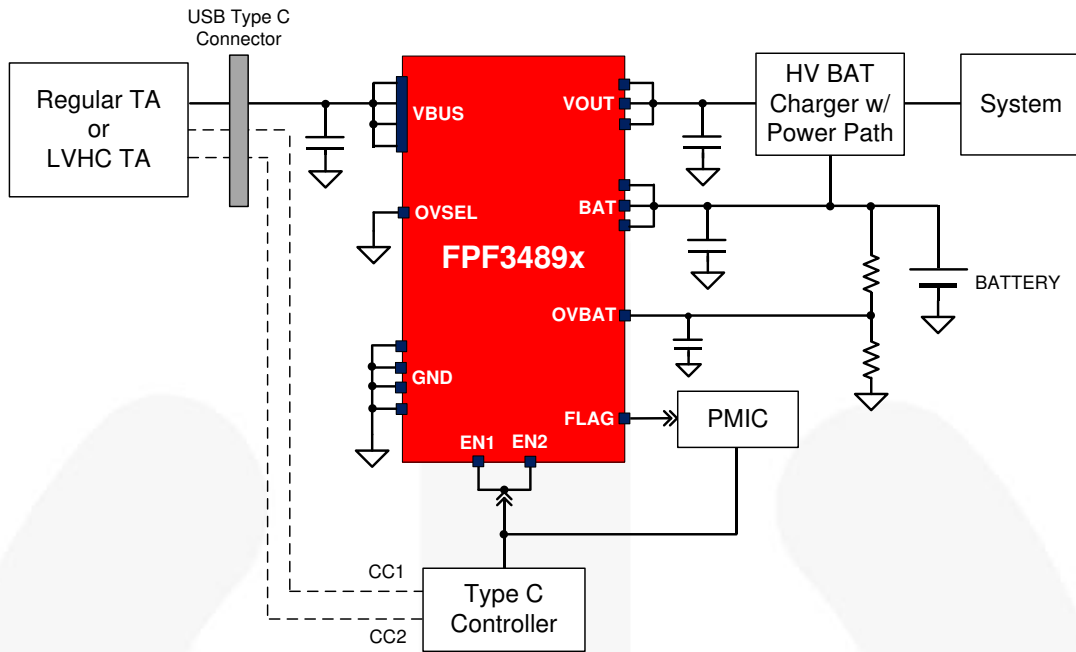 USB Type C
Connector
Regular TA
or
LVHC TA
VBUS
VOUT
HV BAT
Charger w/
Power Path
System
OVSEL
BAT
FPF3489x
BATTERY
OVBAT
GND
FLAG
PMIC
EN1
EN2
CC1
Type C
Controller
CC2